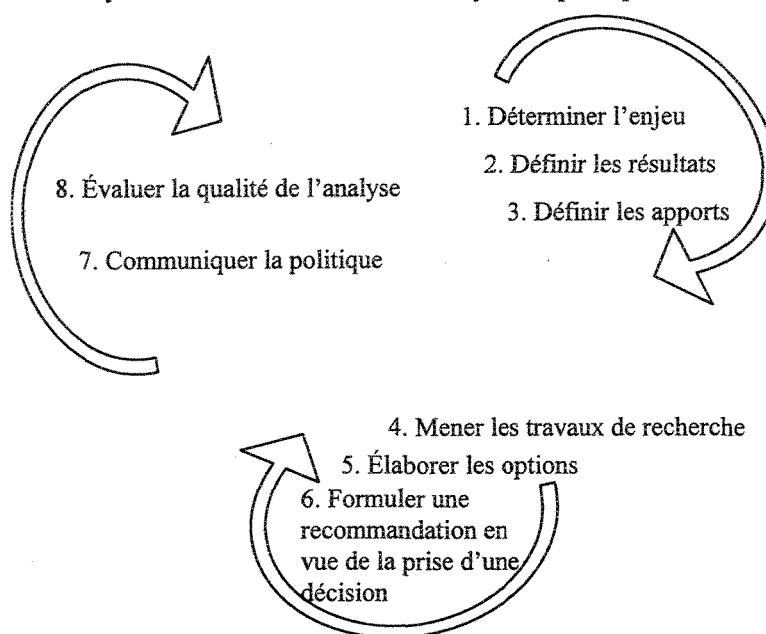 1. Déterminer l'enjeu
2. Définir les résultats
3. Définir les apports
4. Mener les travaux de recherche
5. Élaborer les options
6. Formuler une
recommandation en
vue de la prise d'une
décision
7. Communiquer la politique
8. Évaluer la qualité de l'analyse